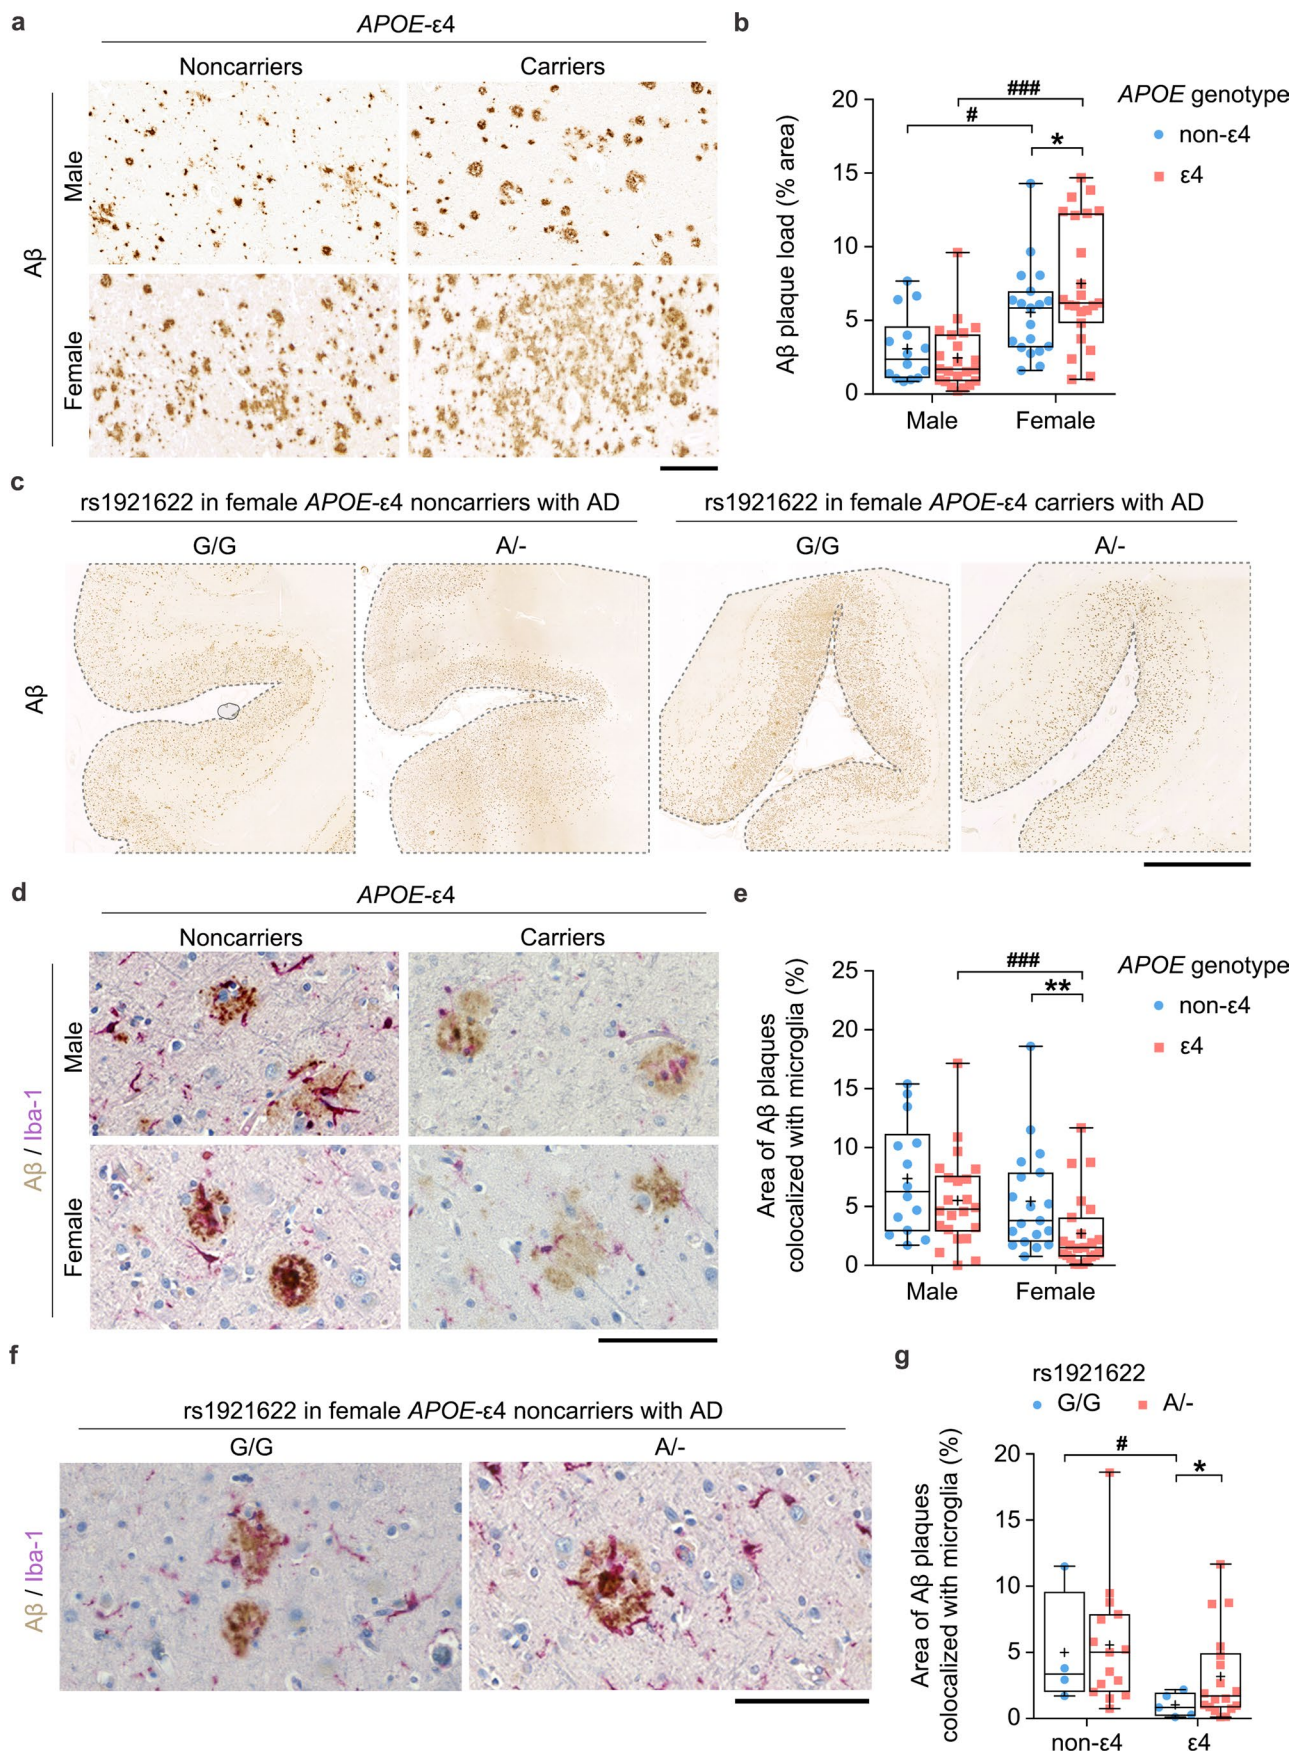 a
APOE-ε4
Noncarriers
Carriers
Aβ
Male
Female
b
###
#
*
APOE genotype
non-ε4
ε4
Aβ plaque load (% area)
20
15
10
5
0
Male
Female
c
rs1921622 in female APOE-ε4 noncarriers with AD
rs1921622 in female APOE-ε4 carriers with AD
G/G
A/-
G/G
A/-
Aβ
d
APOE-ε4
Noncarriers
Carriers
Aβ / Iba-1
Male
Female
e
###
**
APOE genotype
non-ε4
ε4
Area of Aβ plaques
colocalized with microglia (%)
25
20
15
10
5
0
Male
Female
f
rs1921622 in female APOE-ε4 noncarriers with AD
G/G
A/-
Aβ / Iba-1
g
rs1921622
G/G
A/-
#
*
Area of Aβ plaques
colocalized with microglia (%)
20
15
10
5
0
non-ε4
ε4